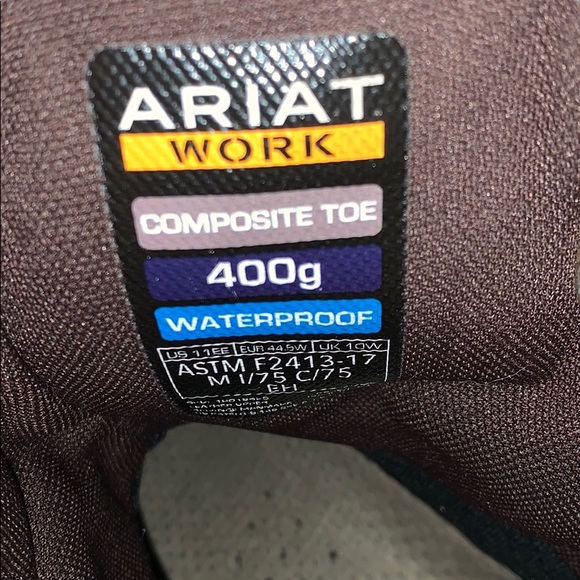 ARIAT
WORK
COMPOSITE TOE
400g
WATERPROOF
US 11EE EUR 44.5W UK 10W
ASTM F2413-17
M I/75 C/75
EH
UPPER